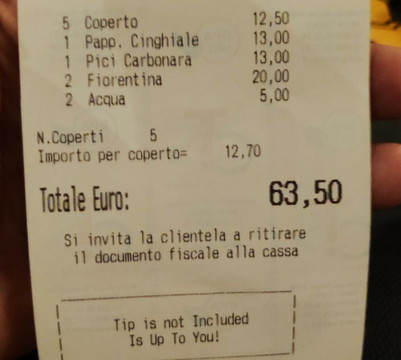 5 Coperto 12,50
1 Papp. Cinghiale 13,00
1 Pici Carbonara 13,00
2 Fiorentina 20,00
2 Acqua 5,00
N.Coperti 5
Importo per coperto= 12,70
Totale Euro: 63,50
Si invita la clientela a ritirare
il documento fiscale alla cassa
Tip is not Included
Is Up To You!